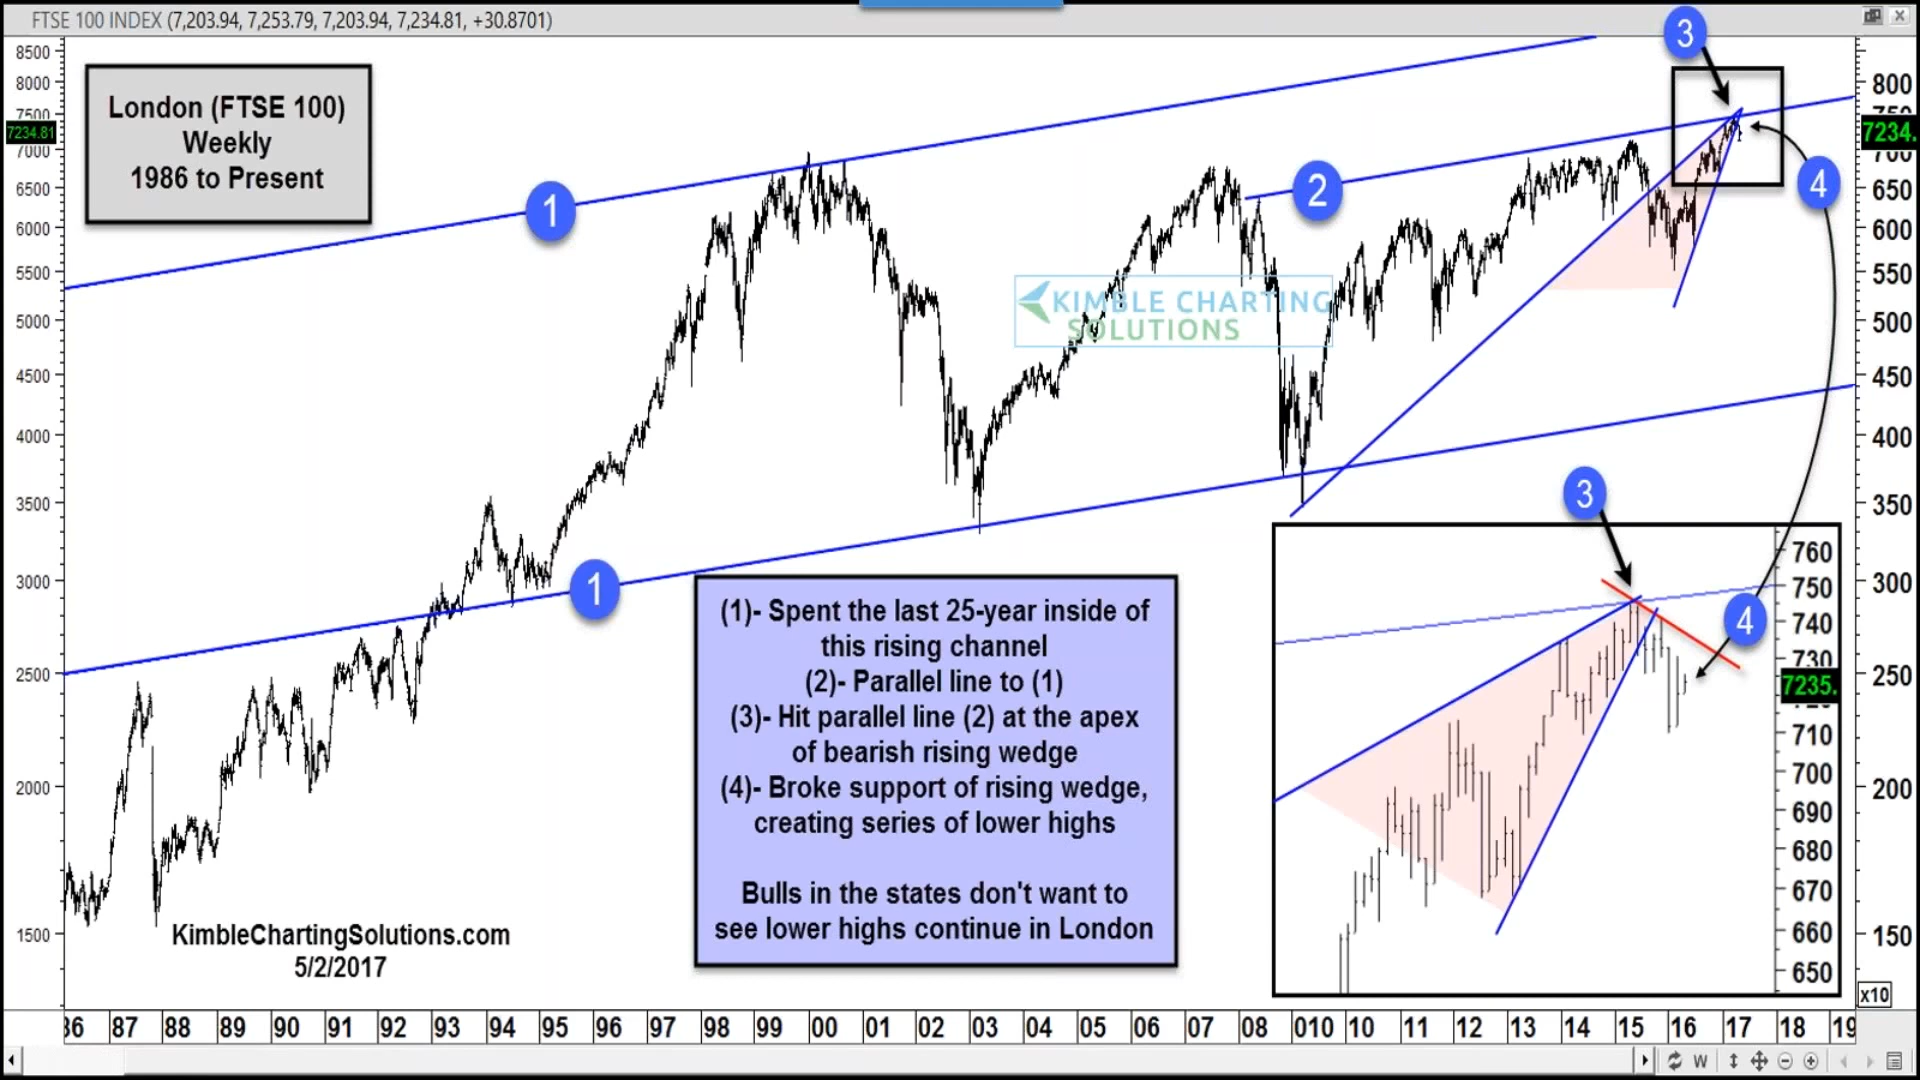 FTSE 100 INDEX (7,203.94, 7,253.79, 7,203.94, 7,234.81, +30.8701)
London (FTSE 100)
Weekly
1986 to Present
8500
8000
7500
7234.81
7000
6500
6000
5500
5000
4500
4000
3500
3000
2500
2000
1500
1
2
3
4
KIMBLE CHARTING
SOLUTIONS
1
3
4
(1)- Spent the last 25-year inside of
this rising channel
(2)- Parallel line to (1)
(3)- Hit parallel line (2) at the apex
of bearish rising wedge
(4)- Broke support of rising wedge,
creating series of lower highs
Bulls in the states don't want to
see lower highs continue in London
KimbleChartingSolutions.com
5/2/2017
760
750
740
730
7235.
710
700
690
680
670
660
650
800
750
7234.
700
650
600
550
500
450
400
350
300
250
200
150
x10
86 87 88 89 90 91 92 93 94 95 96 97 98 99 00 01 02 03 04 05 06 07 08 010 10 11 12 13 14 15 16 17 18 19
W